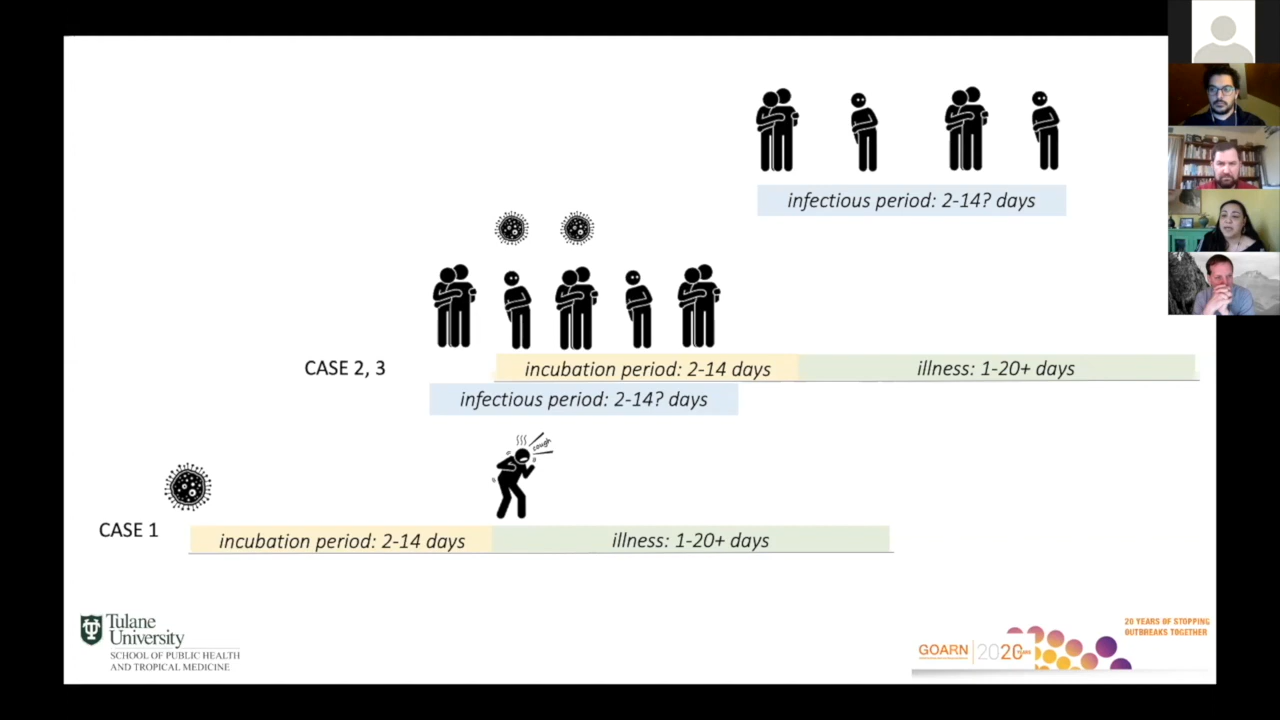 infectious period: 2-14? days
CASE 2, 3
incubation period: 2-14 days
illness: 1-20+ days
infectious period: 2-14? days
cough
CASE 1
incubation period: 2-14 days
illness: 1-20+ days
Tulane
University
SCHOOL OF PUBLIC HEALTH
AND TROPICAL MEDICINE
20 YEARS OF STOPPING
OUTBREAKS TOGETHER
GOARN 2020